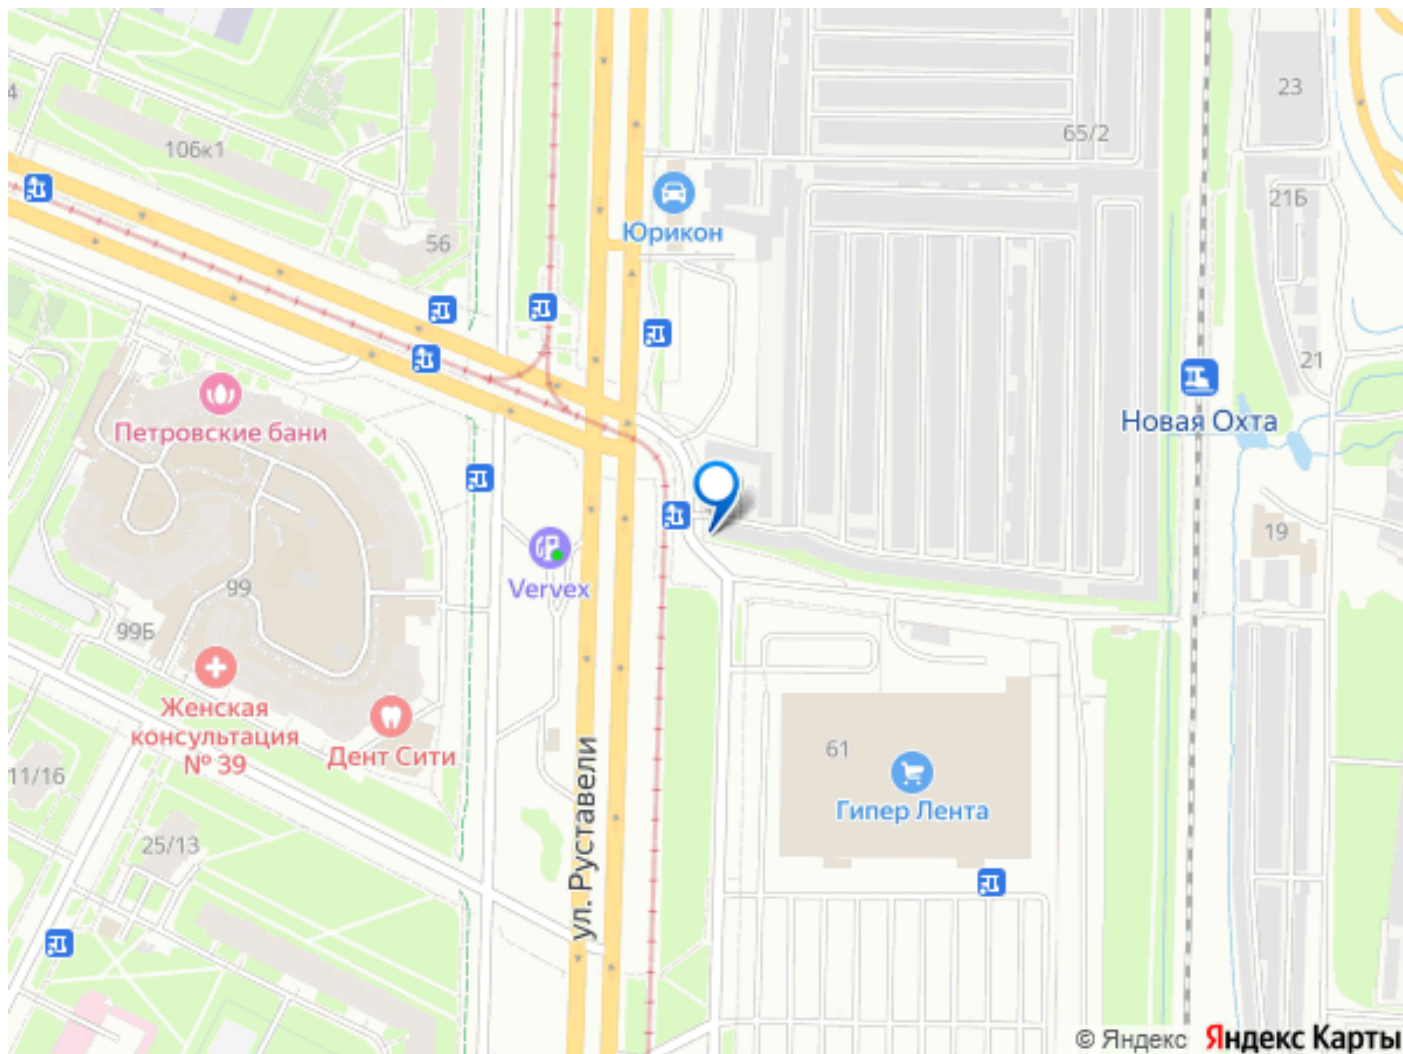 4
106к1
56
65/2
23
21Б
21
Юрикон
Новая Охта
Петровские бани
Vervex
99
99Б
19
Женская
консультация
№ 39
Дент Сити
11/16
61
Гипер Лента
25/13
ул. Руставели
© Яндекс Яндекс Карты